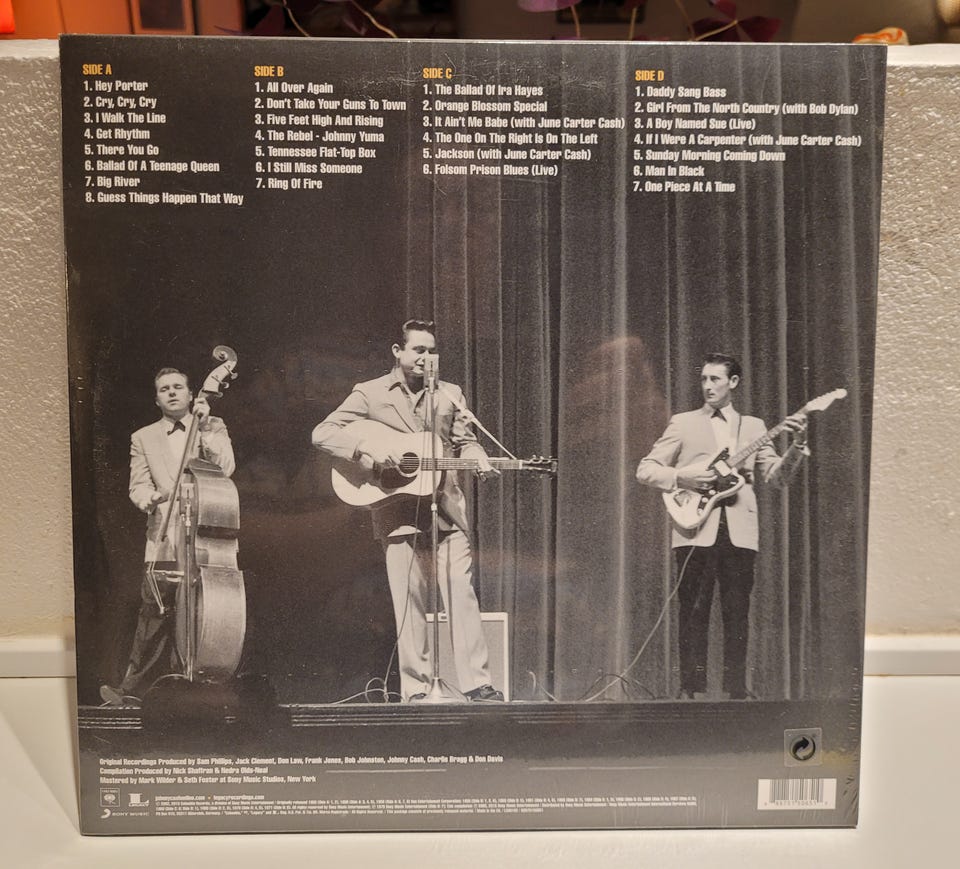 SIDE A
1. Hey Porter
2. Cry, Cry, Cry
3. I Walk The Line
4. Get Rhythm
5. There You Go
6. Ballad Of A Teenage Queen
7. Big River
8. Guess Things Happen That Way
SIDE B
1. All Over Again
2. Don't Take Your Guns To Town
3. Five Feet High And Rising
4. The Rebel - Johnny Yuma
5. Tennessee Flat-Top Box
6. I Still Miss Someone
7. Ring Of Fire
SIDE C
1. The Ballad Of Ira Hayes
2. Orange Blossom Special
3. It Ain't Me Babe (with June Carter Cash)
4. The One On The Right Is On The Left
5. Jackson (with June Carter Cash)
6. Folsom Prison Blues (Live)
SIDE D
1. Daddy Sang Bass
2. Girl From The North Country (with Bob Dylan)
3. A Boy Named Sue (Live)
4. If I Were A Carpenter (with June Carter Cash)
5. Sunday Morning Coming Down
6. Man In Black
7. One Piece At A Time
Original Recordings Produced by Sam Phillips, Jack Clement, Don Law, Frank Jones, Bob Johnston, Johnny Cash, Charlie Bragg & Don Davis
Compilation Produced by Nick Shaffran & Nedra Olds-Neal
Mastered by Mark Wilder & Seth Foster at Sony Music Studios, New York
johnnycashonline.com • legacyrecordings.com
SONY MUSIC